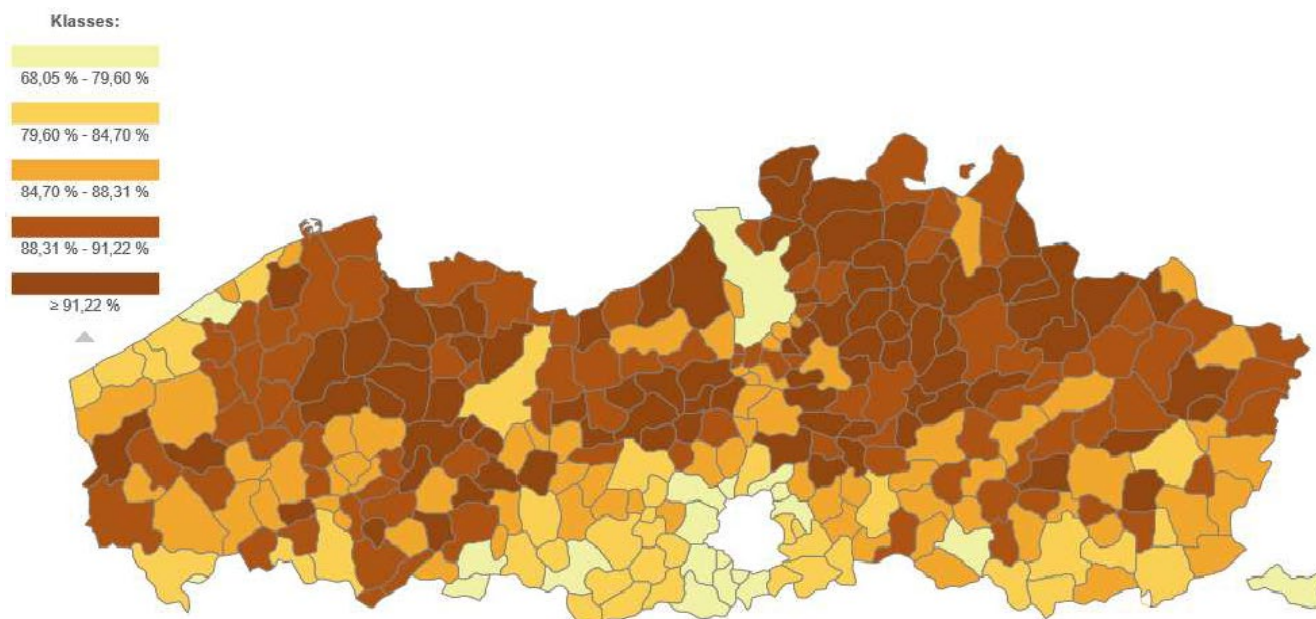 Klasses:
68,05 % - 79,60 %
79,60 % - 84,70 %
84,70 % - 88,31 %
88,31 % - 91,22 %
≥ 91,22 %